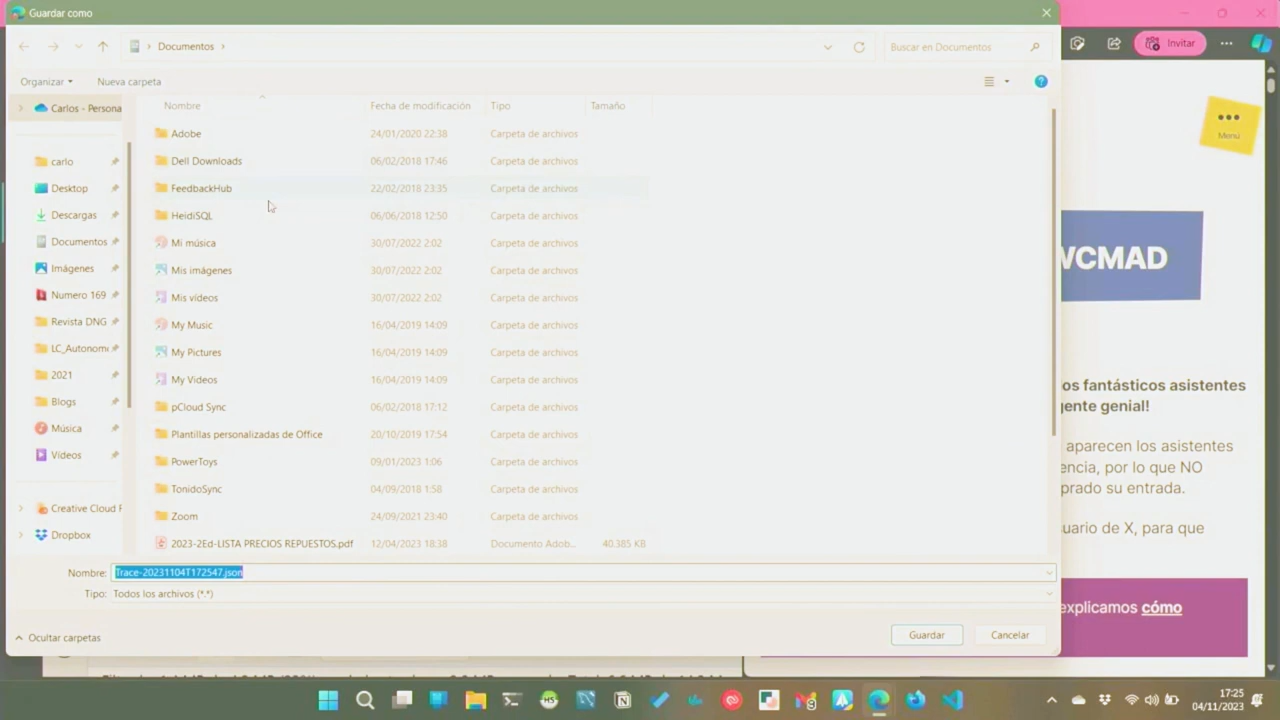 Guardar como
Documentos
Buscar en Documentos
Invitar
Organizar
Nueva carpeta
Carlos - Persona
Nombre
Fecha de modificación
Tipo
Tamaño
Menú
Adobe 24/01/2020 22:38 Carpeta de archivos
carlo
Dell Downloads 06/02/2018 17:46 Carpeta de archivos
Desktop
FeedbackHub 22/02/2018 23:35 Carpeta de archivos
Descargas
HeidiSQL 06/06/2018 12:50 Carpeta de archivos
Documentos
Mi música 30/07/2022 2:02 Carpeta de archivos
WCMAD
Imágenes
Mis imágenes 30/07/2022 2:02 Carpeta de archivos
Numero 169
Mis vídeos 30/07/2022 2:02 Carpeta de archivos
Revista DNG
My Music 16/04/2019 14:09 Carpeta de archivos
LC_Autonom
My Pictures 16/04/2019 14:09 Carpeta de archivos
2021
My Videos 16/04/2019 14:09 Carpeta de archivos
os fantásticos asistentes
Blogs
pCloud Sync 06/02/2018 17:12 Carpeta de archivos
gente genial!
Música
Plantillas personalizadas de Office 20/10/2019 17:54 Carpeta de archivos
aparecen los asistentes
Vídeos
PowerToys 09/01/2023 1:06 Carpeta de archivos
encia, por lo que NO
TonidoSync 04/09/2018 1:58 Carpeta de archivos
prado su entrada.
Creative Cloud F
Zoom 24/09/2021 23:40 Carpeta de archivos
uario de X, para que
Dropbox
2023-2Ed-LISTA PRECIOS REPUESTOS.pdf 12/04/2023 18:38 Documento Adob... 40.385 KB
Nombre: Trace-20231104T172547.json
Tipo: Todos los archivos (*.*)
explicamos cómo
Ocultar carpetas
Guardar
Cancelar
17:25
04/11/2023